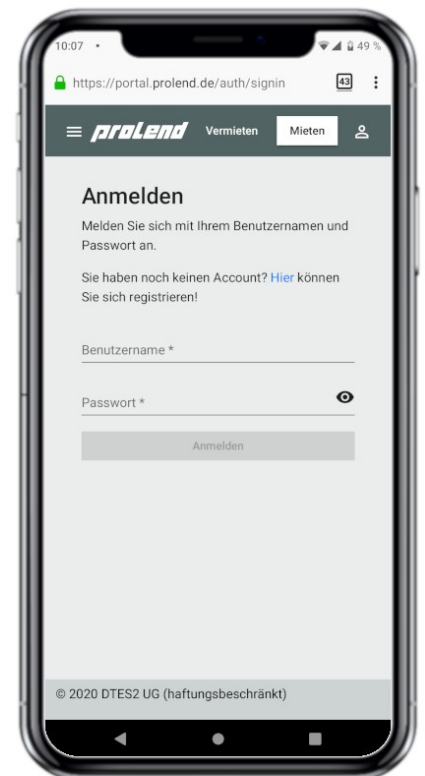 10:07
49 %
https://portal.prolend.de/auth/signin
43
proLend
Vermieten
Mieten
Anmelden
Melden Sie sich mit Ihrem Benutzernamen und
Passwort an.
Sie haben noch keinen Account? Hier können
Sie sich registrieren!
Benutzername *
Passwort *
Anmelden
© 2020 DTES2 UG (haftungsbeschränkt)